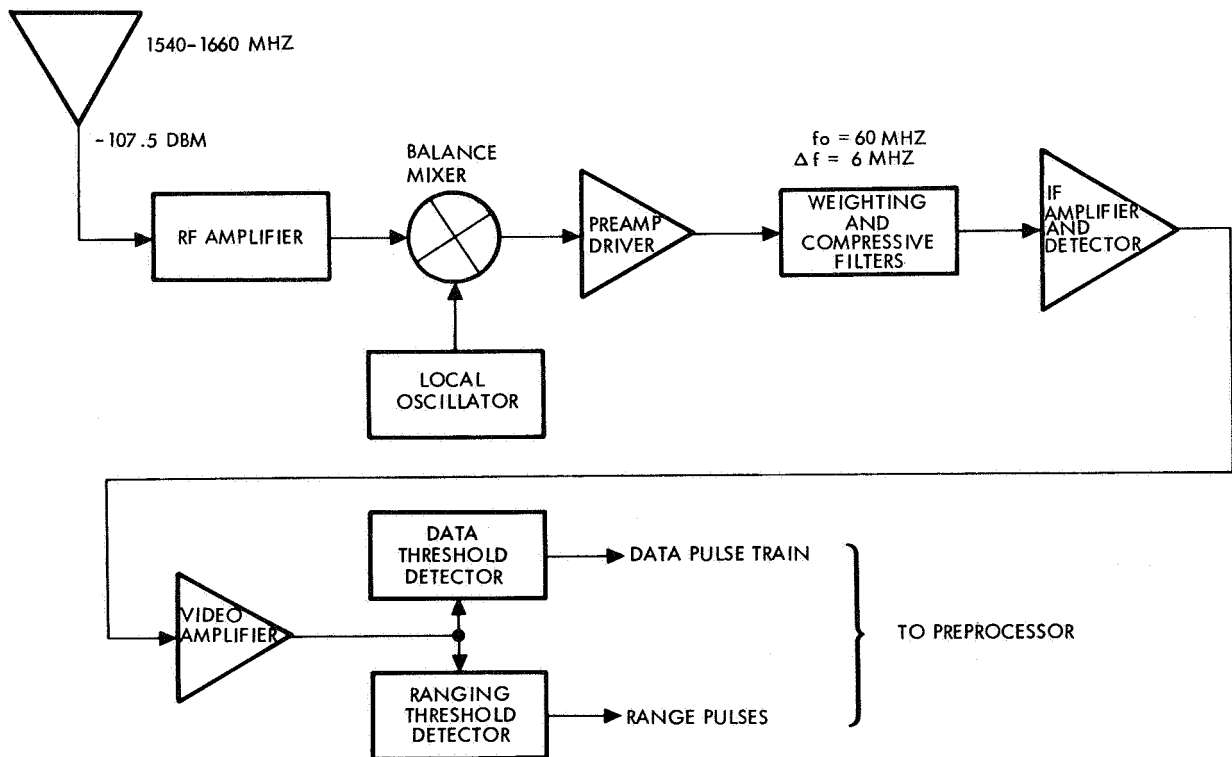 1540-1660 MHZ
-107.5 DBM
RF AMPLIFIER
BALANCE
MIXER
LOCAL
OSCILLATOR
PREAMP
DRIVER
fo = 60 MHZ
Δf = 6 MHZ
WEIGHTING
AND
COMPRESSIVE
FILTERS
IF
AMPLIFIER
AND
DETECTOR
VIDEO
AMPLIFIER
DATA
THRESHOLD
DETECTOR
DATA PULSE TRAIN
RANGING
THRESHOLD
DETECTOR
RANGE PULSES
TO PREPROCESSOR